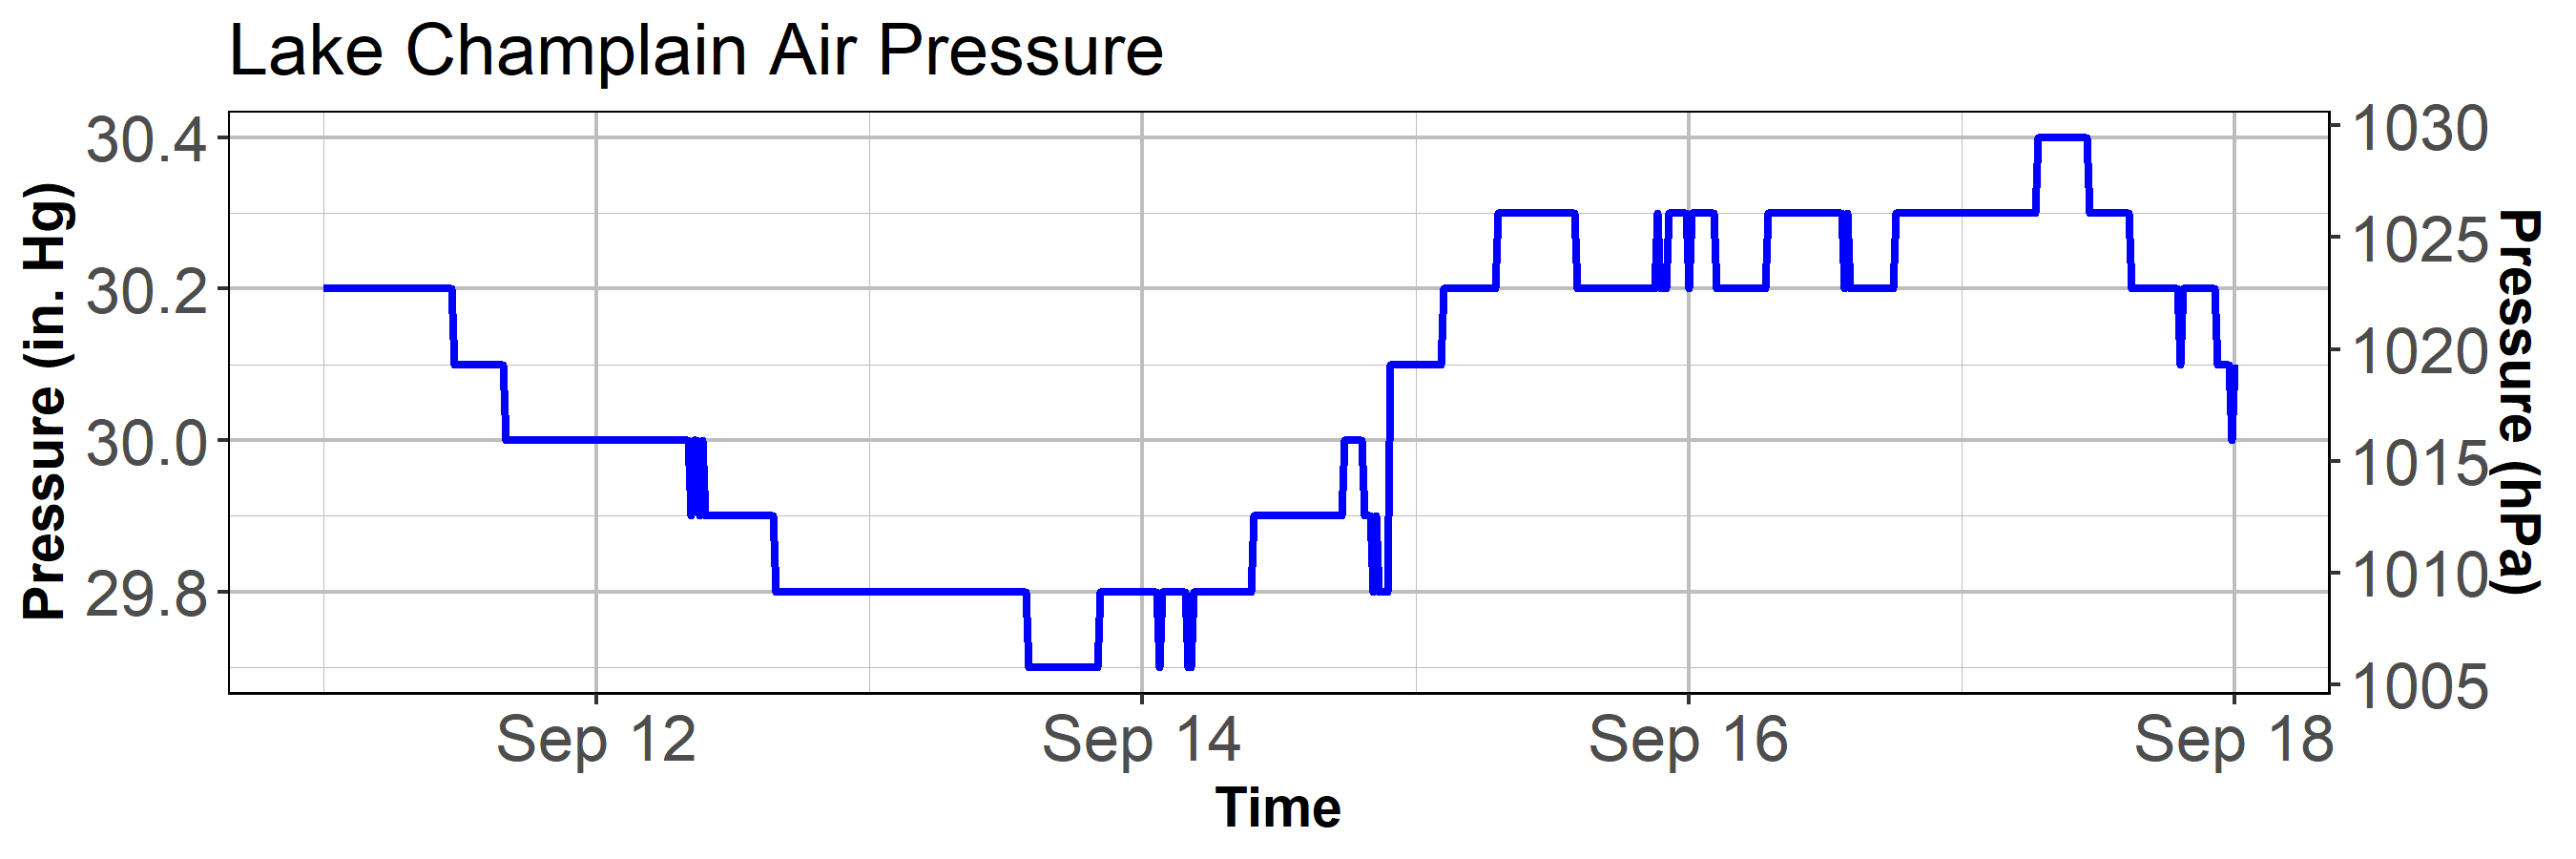 Lake Champlain Air Pressure
Pressure (in. Hg)
30.4
30.2
30.0
29.8
1030
1025
1020
1015
1010
1005
Pressure (hPa)
Sep 12
Sep 14
Sep 16
Sep 18
Time